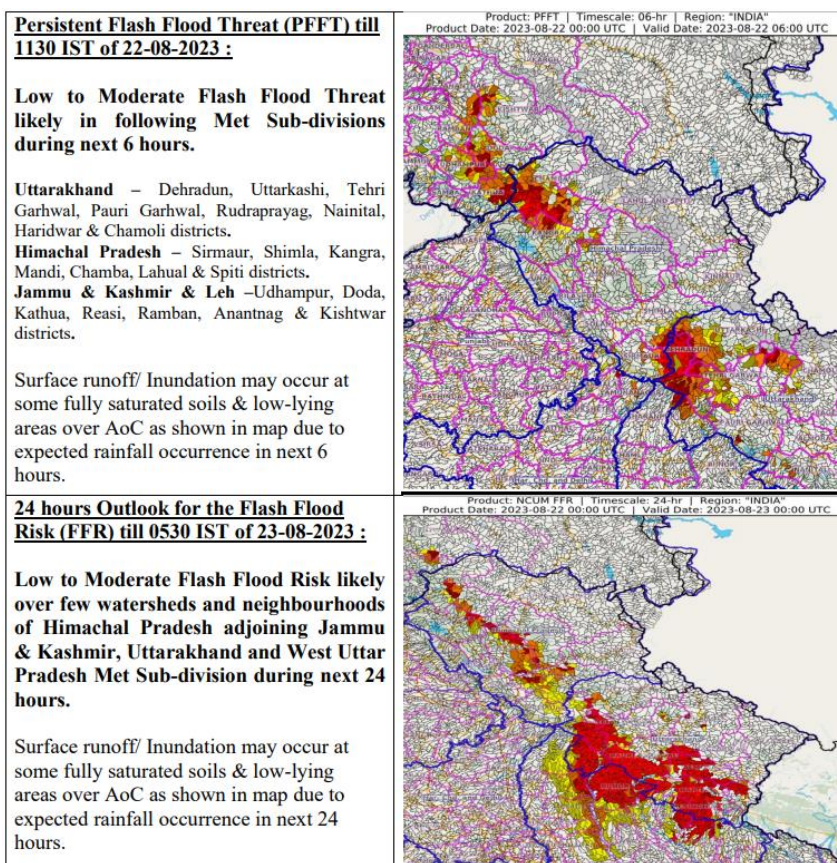 Persistent Flash Flood Threat (PFFT) till
1130 IST of 22-08-2023 :
Low to Moderate Flash Flood Threat
likely in following Met Sub-divisions
during next 6 hours.
Uttarakhand – Dehradun, Uttarkashi, Tehri
Garhwal, Pauri Garhwal, Rudraprayag, Nainital,
Haridwar & Chamoli districts.
Himachal Pradesh – Sirmaur, Shimla, Kangra,
Mandi, Chamba, Lahual & Spiti districts.
Jammu & Kashmir & Leh –Udhampur, Doda,
Kathua, Reasi, Ramban, Anantnag & Kishtwar
districts.
Surface runoff/ Inundation may occur at
some fully saturated soils & low-lying
areas over AoC as shown in map due to
expected rainfall occurrence in next 6
hours.
Product: PFFT | Timescale: 06-hr | Region: "INDIA"
Product Date: 2023-08-22 00:00 UTC | Valid Date: 2023-08-22 06:00 UTC
LAHUL AND SPITI
Himachal Pradesh
Punjab
DEHRADUN
Uttarakhand
24 hours Outlook for the Flash Flood
Risk (FFR) till 0530 IST of 23-08-2023 :
Low to Moderate Flash Flood Risk likely
over few watersheds and neighbourhoods
of Himachal Pradesh adjoining Jammu
& Kashmir, Uttarakhand and West Uttar
Pradesh Met Sub-division during next 24
hours.
Surface runoff/ Inundation may occur at
some fully saturated soils & low-lying
areas over AoC as shown in map due to
expected rainfall occurrence in next 24
hours.
Product: NCUM FFR | Timescale: 24-hr | Region: "INDIA"
Product Date: 2023-08-22 00:00 UTC | Valid Date: 2023-08-23 00:00 UTC